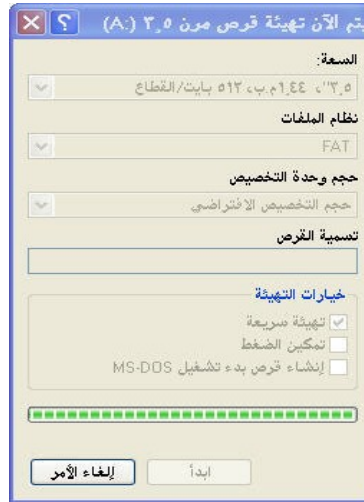 يتم الآن تهيئة قرص مرن ٣٫٥ (A:)
السعة:
٣٫٥"، ١٫٤٤م.ب، ٥١٢ بايت/القطاع
نظام الملفات
FAT
حجم وحدة التخصيص
حجم التخصيص الافتراضي
تسمية القرص
خيارات التهيئة
تهيئة سريعة
تمكين الضغط
إنشاء قرص بدء تشغيل MS-DOS
ابدأ
إلغاء الأمر